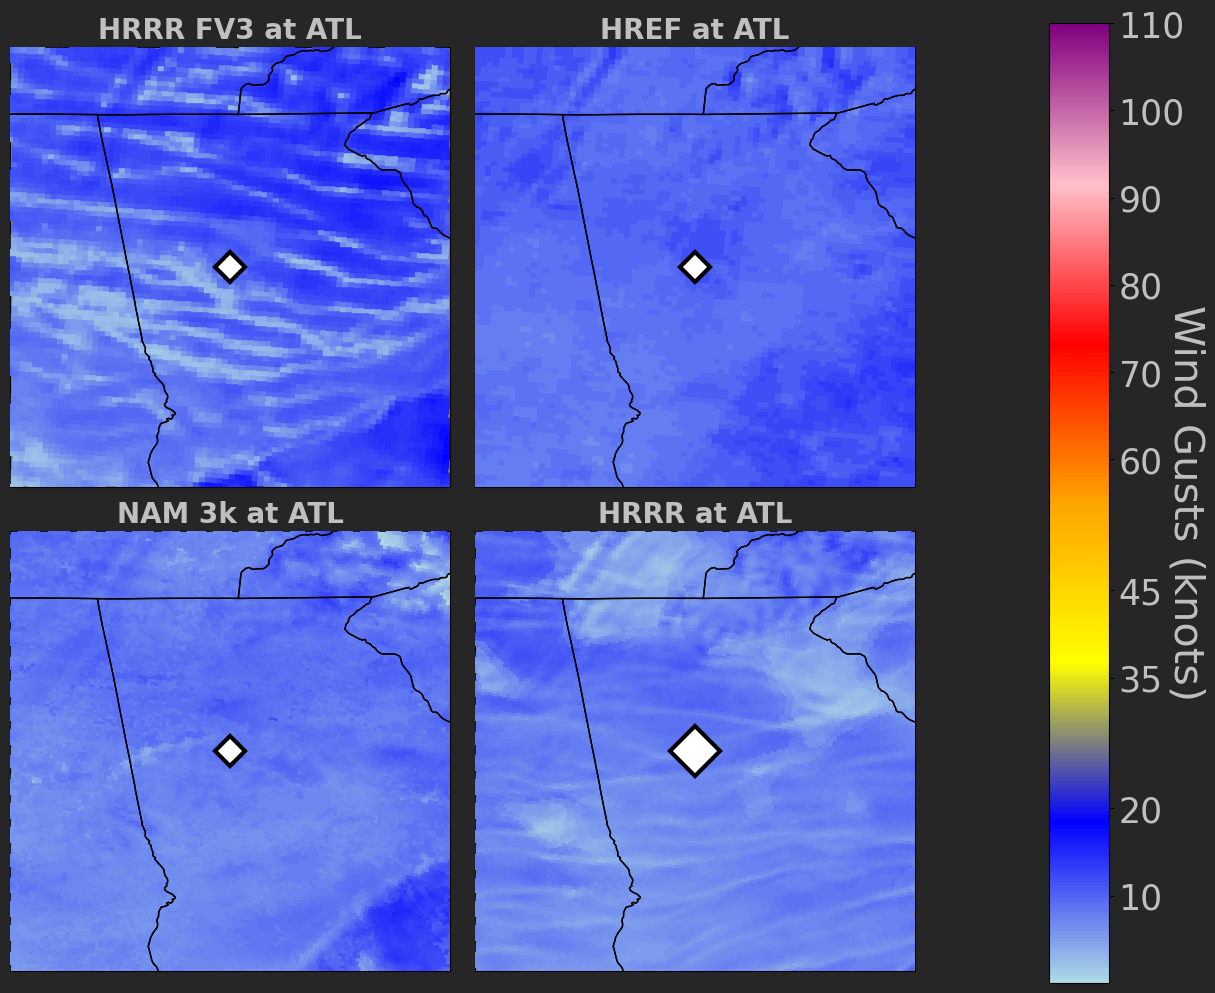 HRRR FV3 at ATL
HREF at ATL
NAM 3k at ATL
HRRR at ATL
110
100
90
80
70
60
45
35
20
10
Wind Gusts (knots)